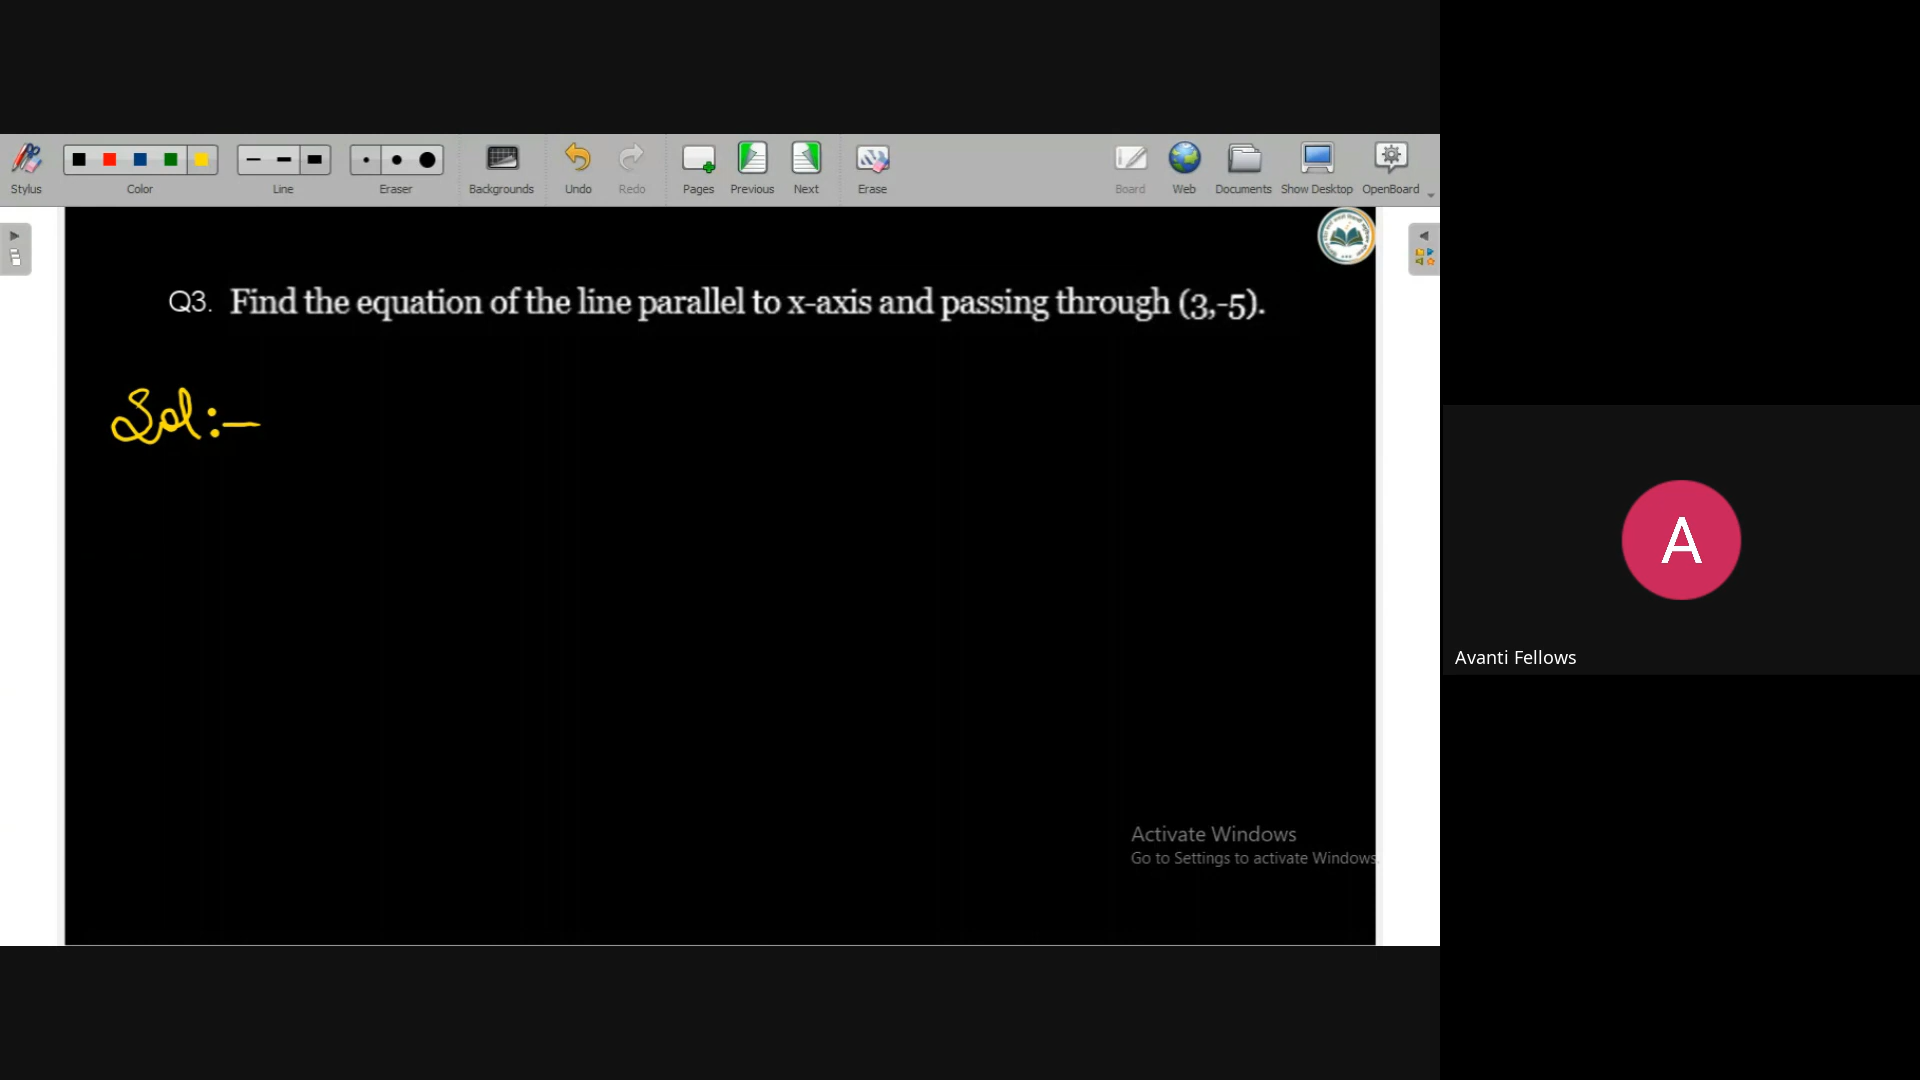 Stylus Color Line Eraser Backgrounds Undo Redo Pages Previous Next Erase Board Web Documents Show Desktop OpenBoard
Q3. Find the equation of the line parallel to x-axis and passing through (3,-5).
Sol:-
A
Avanti Fellows
Activate Windows
Go to Settings to activate Windows.